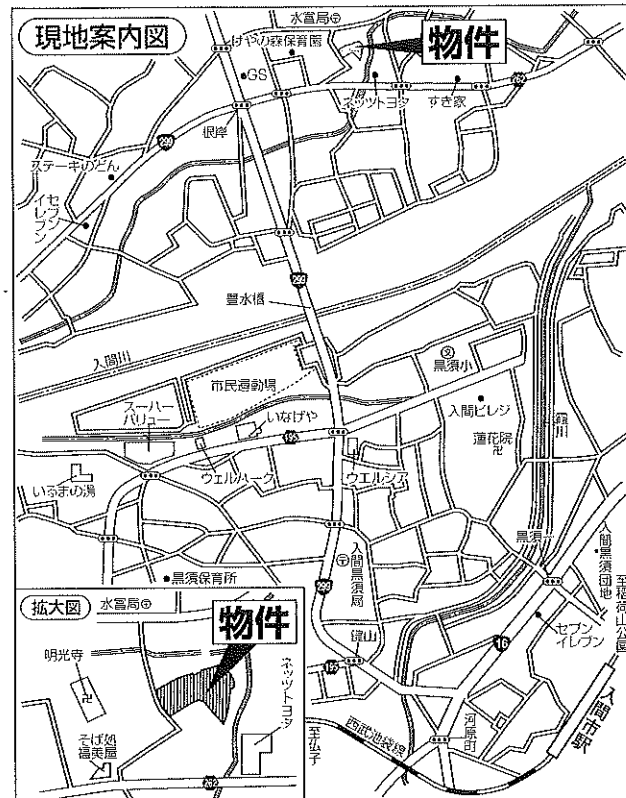 現地案内図
水富局〒
けやの森保育園
物件
GS
ネッツトヨタ
すき家
262
根岸
299
ステーキのどん
セブン
イレブン
299
豊水橋
入間川
市民運動場
文
黒須小
スーパー
バリュー
いなげや
入間ビレジ
195
蓮花院
卍
霞川
いるまの湯
ウェルパーク
ウエルシア
黒須
入間黒須団地
〒
入間黒須局
黒須保育所
至稲荷山公園
299
セブン
イレブン
16
鍵山
195
河原町
入間市駅
西武池袋線
至仏子
拡大図
水富局〒
物件
明光寺
卍
ネッツトヨタ
そば処
262